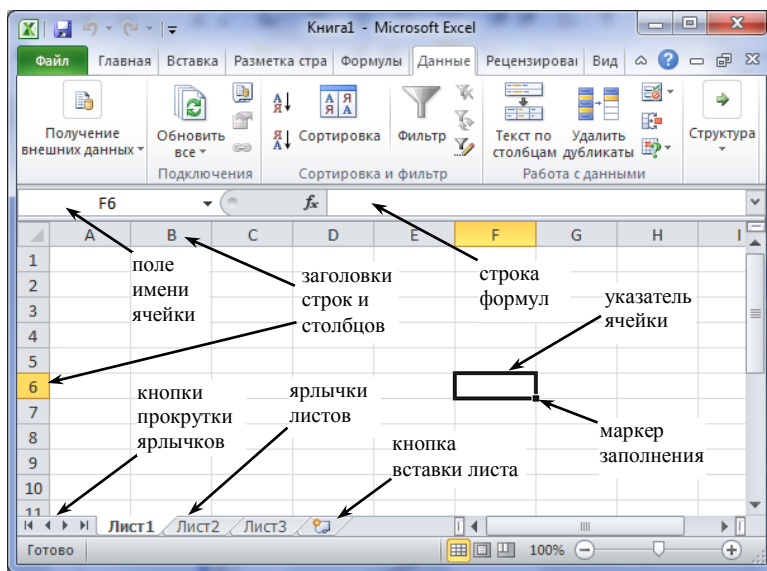 Книга1 - Microsoft Excel
Файл Главная Вставка Разметка стра Формулы Данные Рецензироваı Вид
Получение внешних данных
Обновить все
Подключения
А Я
Я А
А Я Я А
Сортировка
Фильтр
Сортировка и фильтр
Текст по столбцам
Удалить дубликаты
Работа с данными
Структура
F6
fx
A B C D E F G H I
1
2
3
4
5
6
7
8
9
10
11
поле
имени
ячейки
заголовки
строк и
столбцов
строка
формул
указатель
ячейки
кнопки
прокрутки
ярлычков
ярлычки
листов
кнопка
вставки листа
маркер
заполнения
Лист1 Лист2 Лист3
Готово
100%